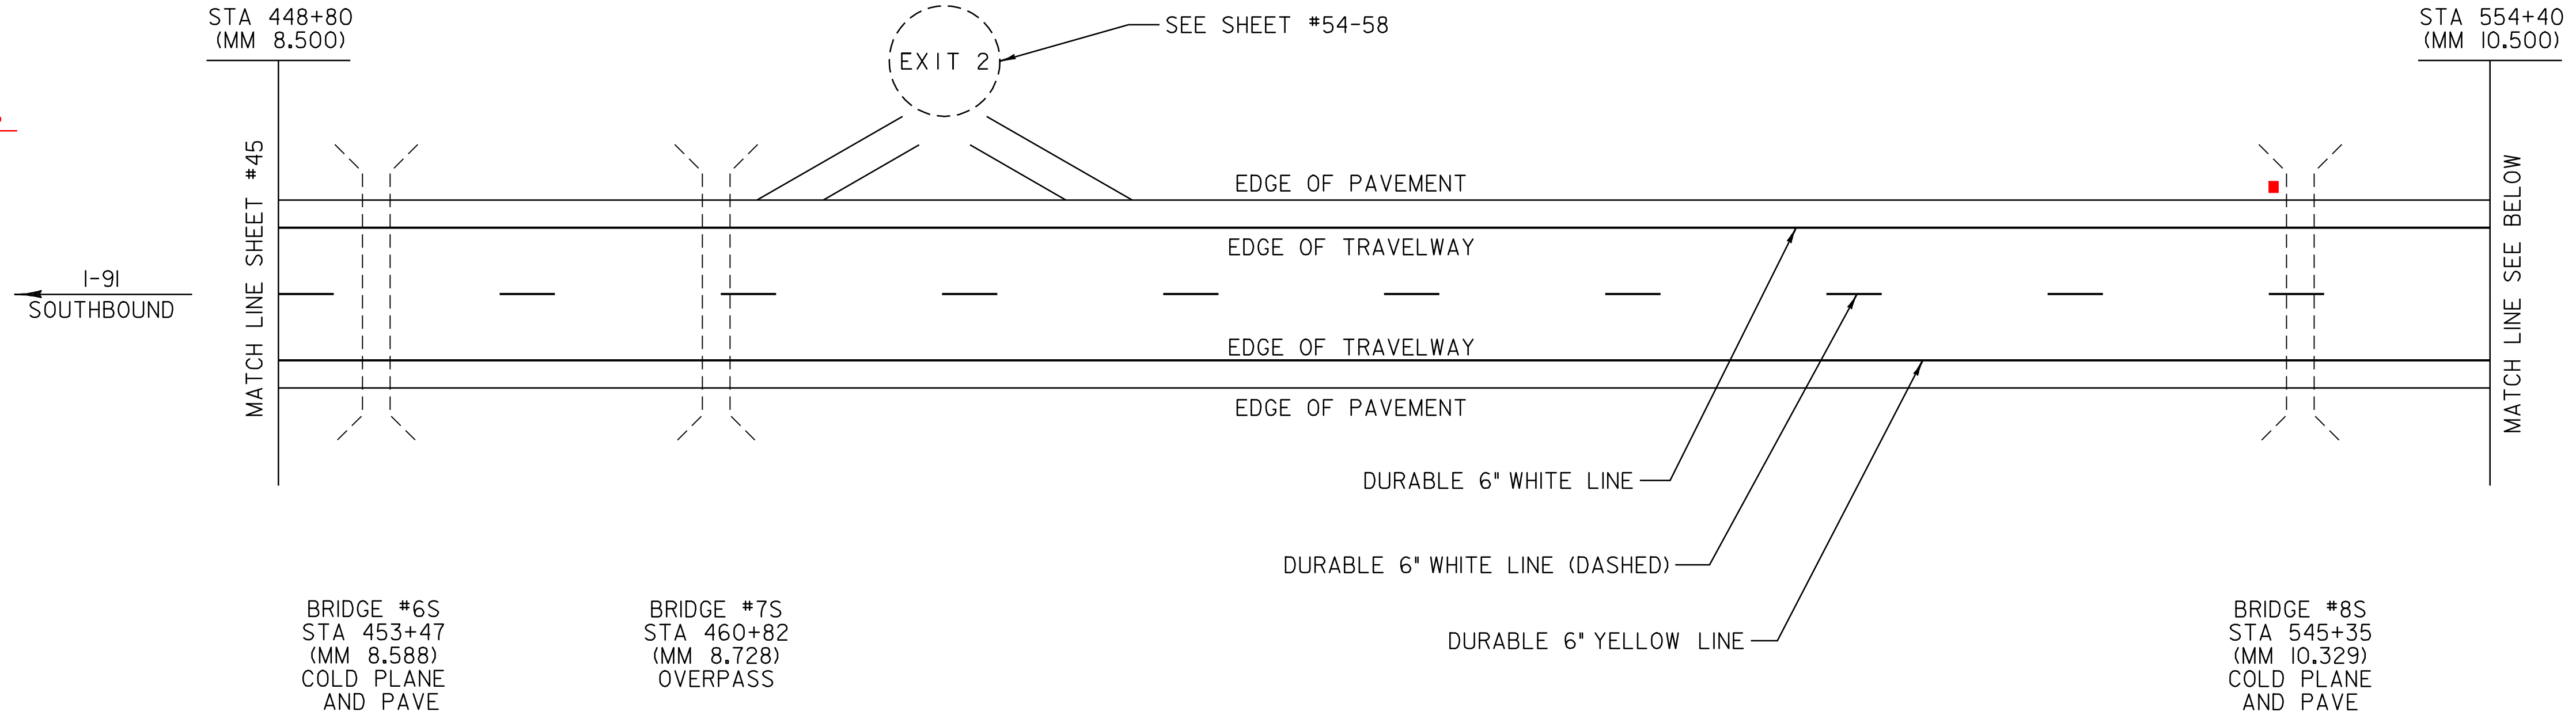 STA 448+80
(MM 8.500)
EXIT 2
SEE SHEET #54-58
STA 554+40
(MM 10.500)
MATCH LINE SHEET #45
EDGE OF PAVEMENT
EDGE OF TRAVELWAY
I-91
SOUTHBOUND
EDGE OF TRAVELWAY
EDGE OF PAVEMENT
MATCH LINE SEE BELOW
DURABLE 6" WHITE LINE
DURABLE 6" WHITE LINE (DASHED)
DURABLE 6" YELLOW LINE
BRIDGE #6S
STA 453+47
(MM 8.588)
COLD PLANE
AND PAVE
BRIDGE #7S
STA 460+82
(MM 8.728)
OVERPASS
BRIDGE #8S
STA 545+35
(MM 10.329)
COLD PLANE
AND PAVE